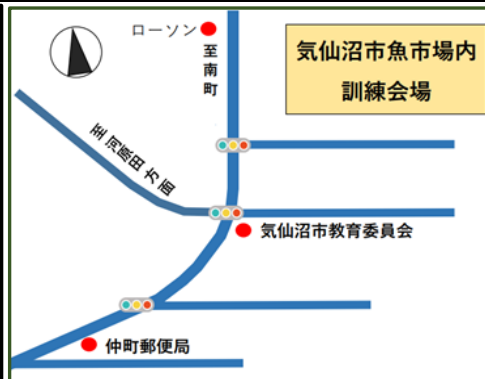 ローソン
至南町
気仙沼市魚市場内
訓練会場
至河原田方面
気仙沼市教育委員会
仲町郵便局